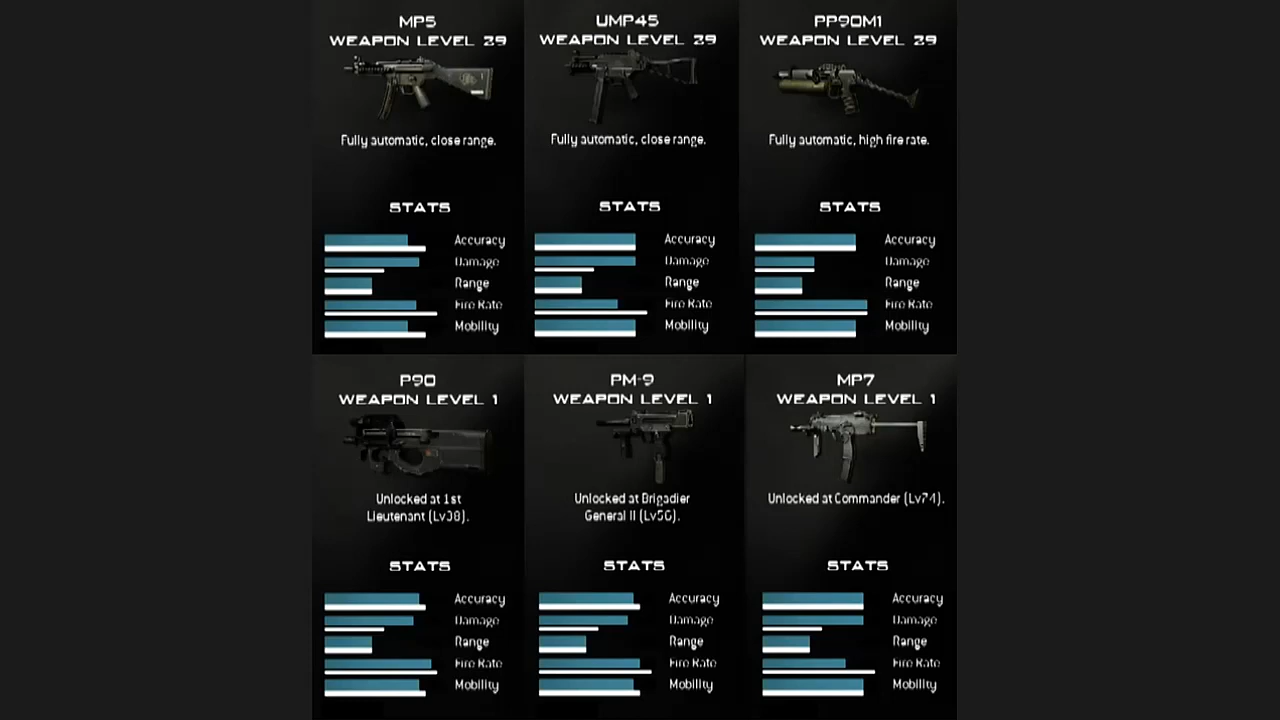 MP5
WEAPON LEVEL 29
Fully automatic, close range.
STATS
Accuracy
Damage
Range
Fire Rate
Mobility
UMP45
WEAPON LEVEL 29
Fully automatic, close range.
STATS
Accuracy
Damage
Range
Fire Rate
Mobility
PP90M1
WEAPON LEVEL 29
Fully automatic, high fire rate.
STATS
Accuracy
Damage
Range
Fire Rate
Mobility
P90
WEAPON LEVEL 1
Unlocked at 1st
Lieutenant (Lv38).
STATS
Accuracy
Damage
Range
Fire Rate
Mobility
PM-9
WEAPON LEVEL 1
Unlocked at Brigadier
General II
STATS
Accuracy
Damage
Range
Fire Rate
Mobility
MP7
WEAPON LEVEL 1
Unlocked at Commander (Lv74).
STATS
Accuracy
Damage
Range
Fire Rate
Mobility